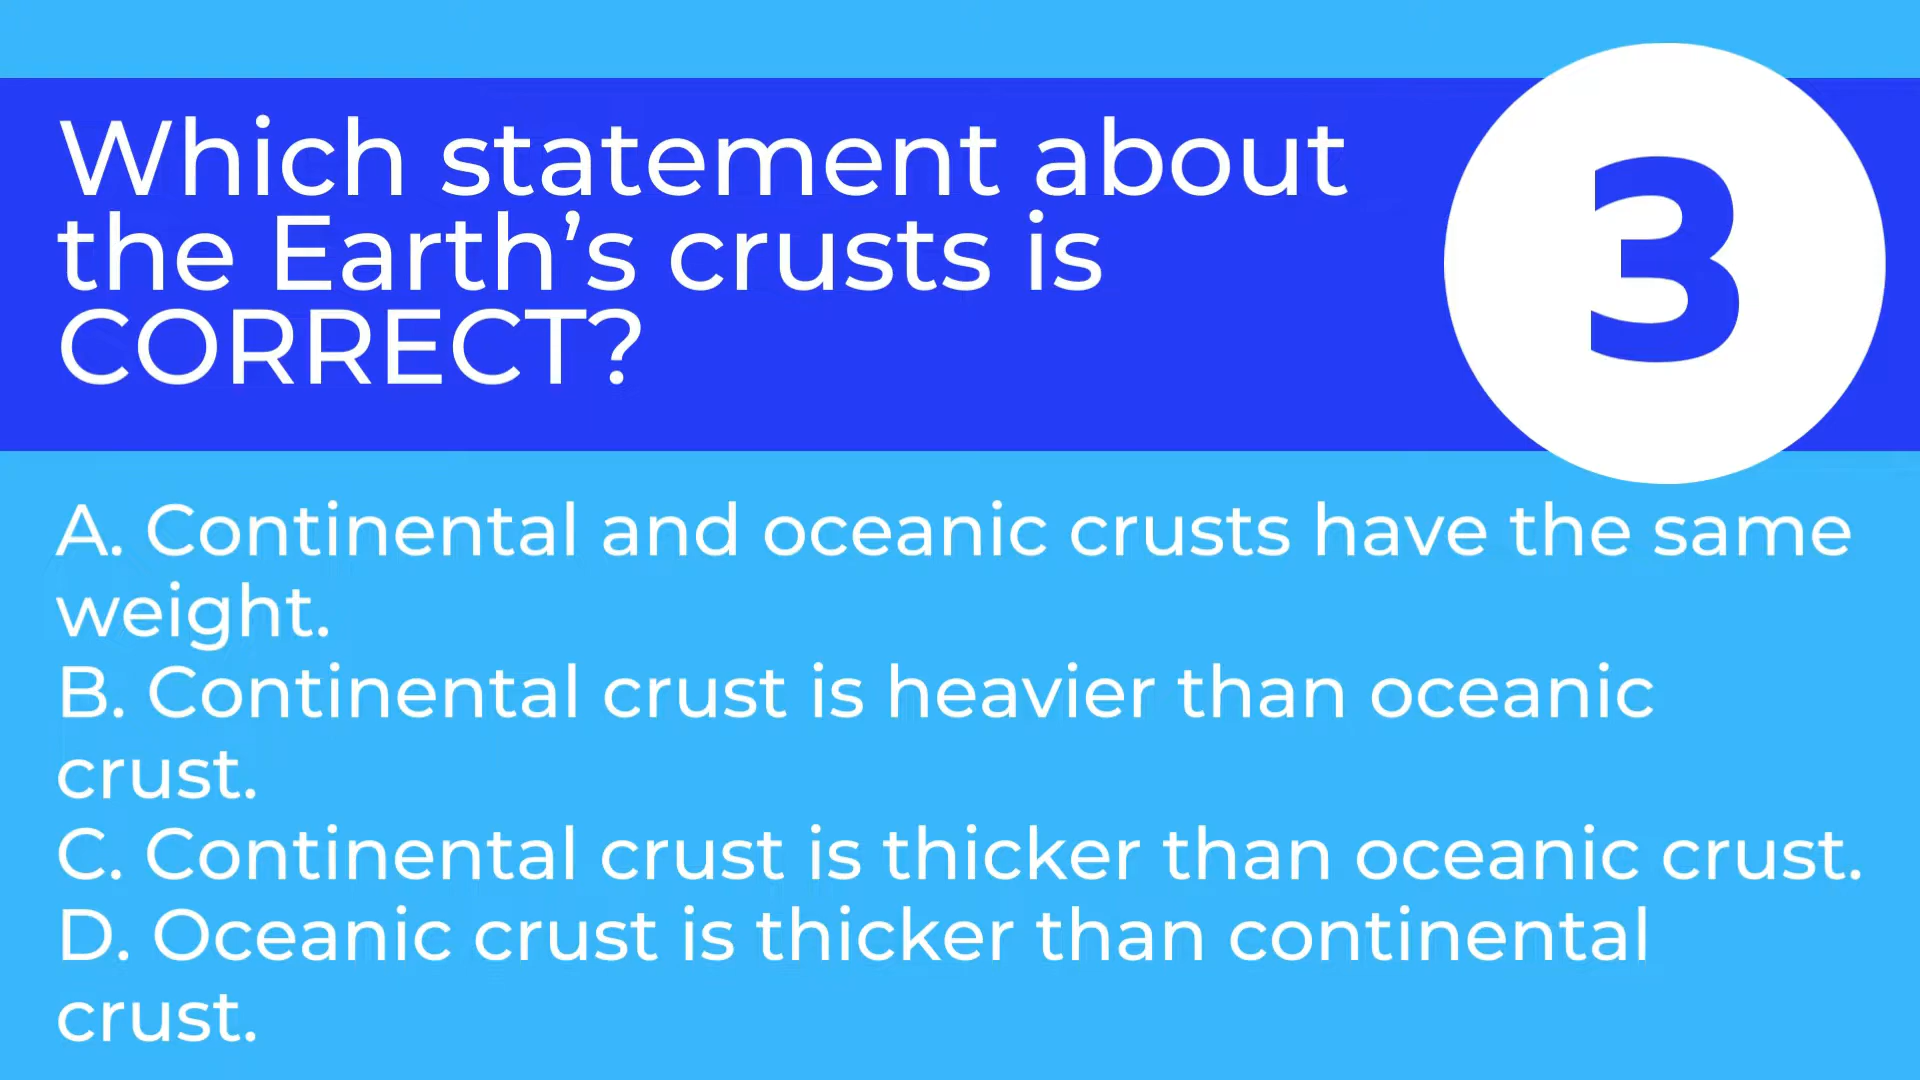 Which statement about
the Earth’s crusts is
CORRECT?
3
A. Continental and oceanic crusts have the same
weight.
B. Continental crust is heavier than oceanic
crust.
C. Continental crust is thicker than oceanic crust.
D. Oceanic crust is thicker than continental
crust.